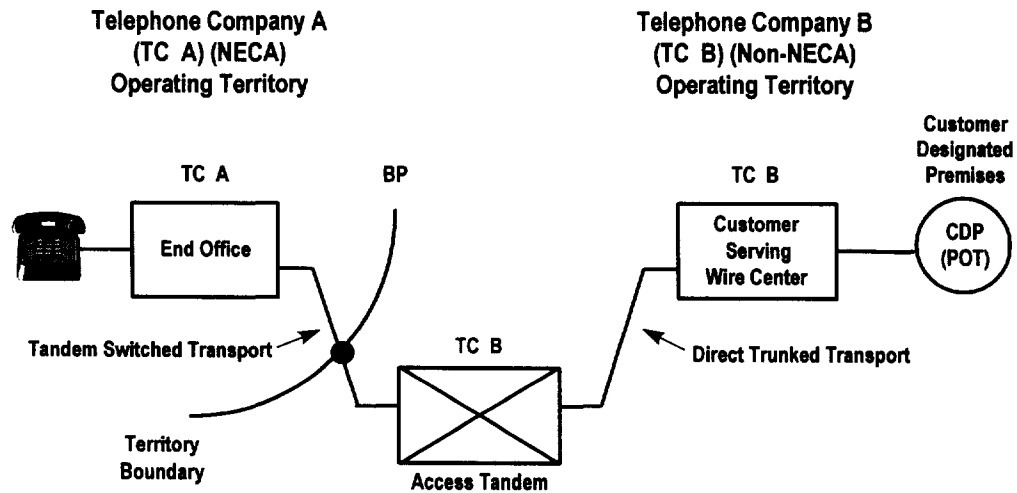 Telephone Company A
(TC A) (NECA)
Operating Territory
Telephone Company B
(TC B) (Non-NECA)
Operating Territory
Customer
Designated
Premises
TC A
BP
TC B
End Office
Customer
Serving
Wire Center
CDP
(POT)
Tandem Switched Transport
TC B
Direct Trunked Transport
Territory
Boundary
Access Tandem